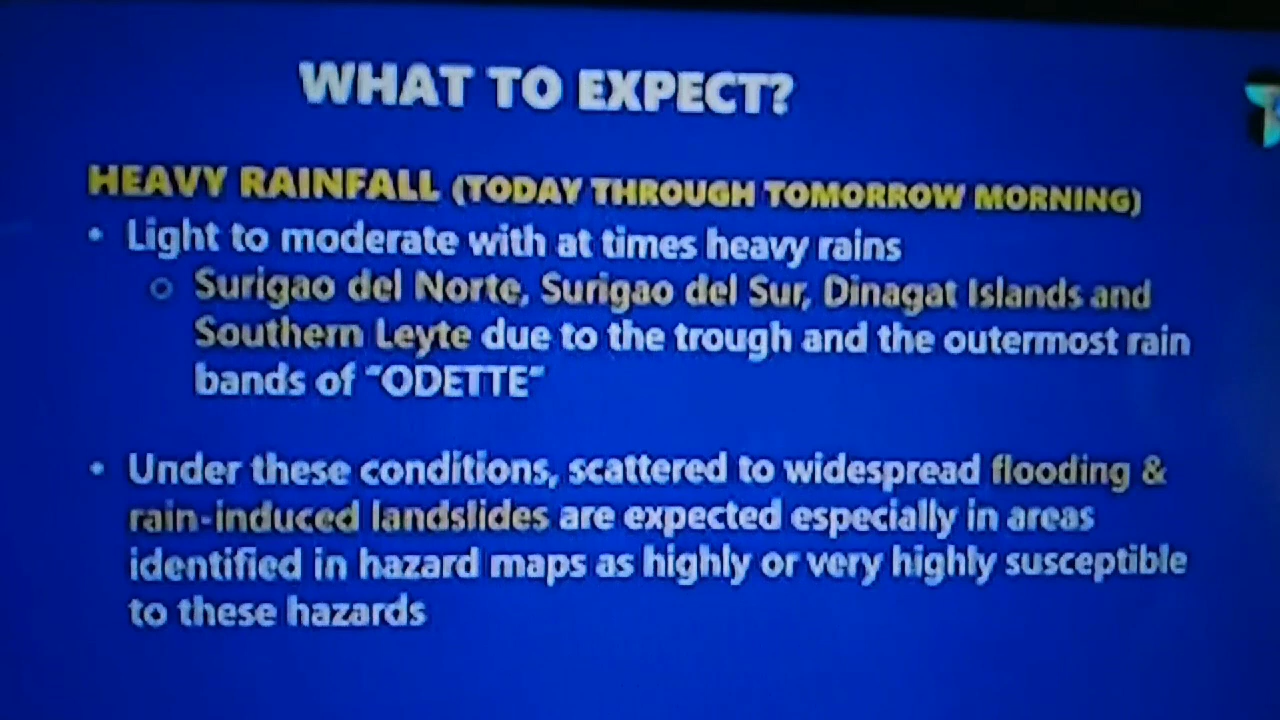 WHAT TO EXPECT?
HEAVY RAINFALL (TODAY THROUGH TOMORROW MORNING)
• Light to moderate with at times heavy rains
○ Surigao del Norte, Surigao del Sur, Dinagat Islands and
Southern Leyte due to the trough and the outermost rain
bands of "ODETTE"
• Under these conditions, scattered to widespread flooding &
rain-induced landslides are expected especially in areas
identified in hazard maps as highly or very highly susceptible
to these hazards